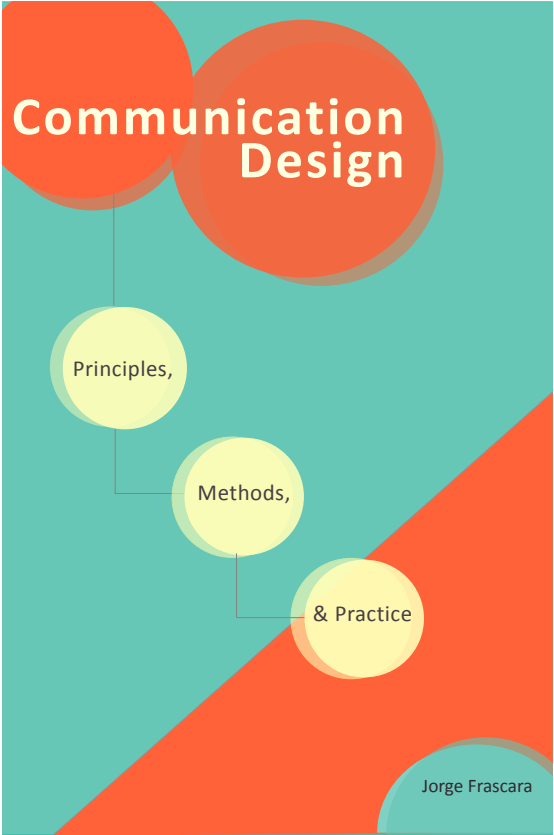 Communication
Design
Principles,
Methods,
& Practice
Jorge Frascara